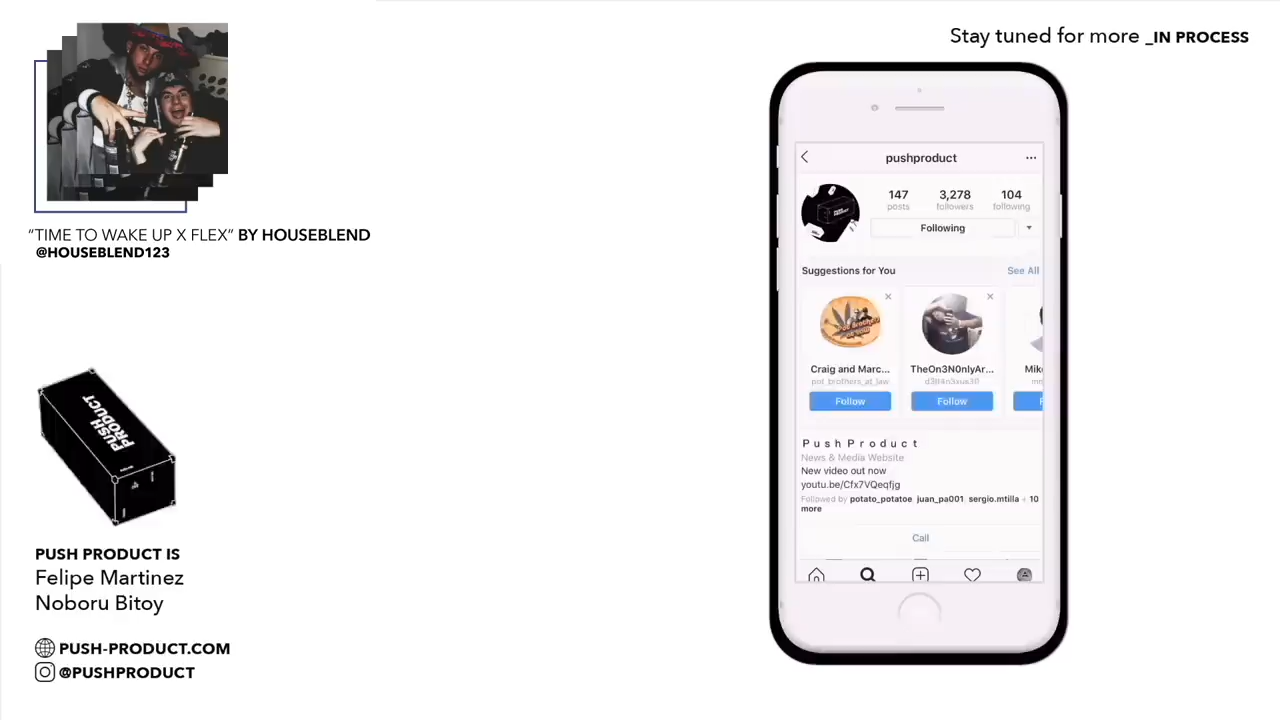 Stay tuned for more _IN PROCESS
“TIME TO WAKE UP X FLEX” BY HOUSEBLEND
@HOUSEBLEND123
PUSH PRODUCT
PUSH PRODUCT IS
Felipe Martinez
Noboru Bitoy
PUSH-PRODUCT.COM
@PUSHPRODUCT
pushproduct
147 3,278 104
posts followers following
Following
Suggestions for You See All
Craig and Marc... TheOn3N0nlyAr...
pot_brothers_at_law
Follow Follow
Push Product
News & Media Website
New video out now
youtu.be/Cfx7VQeqfjg
Followed by potato_potatoe juan_pa001 sergio.mtilla + 10
more
Call